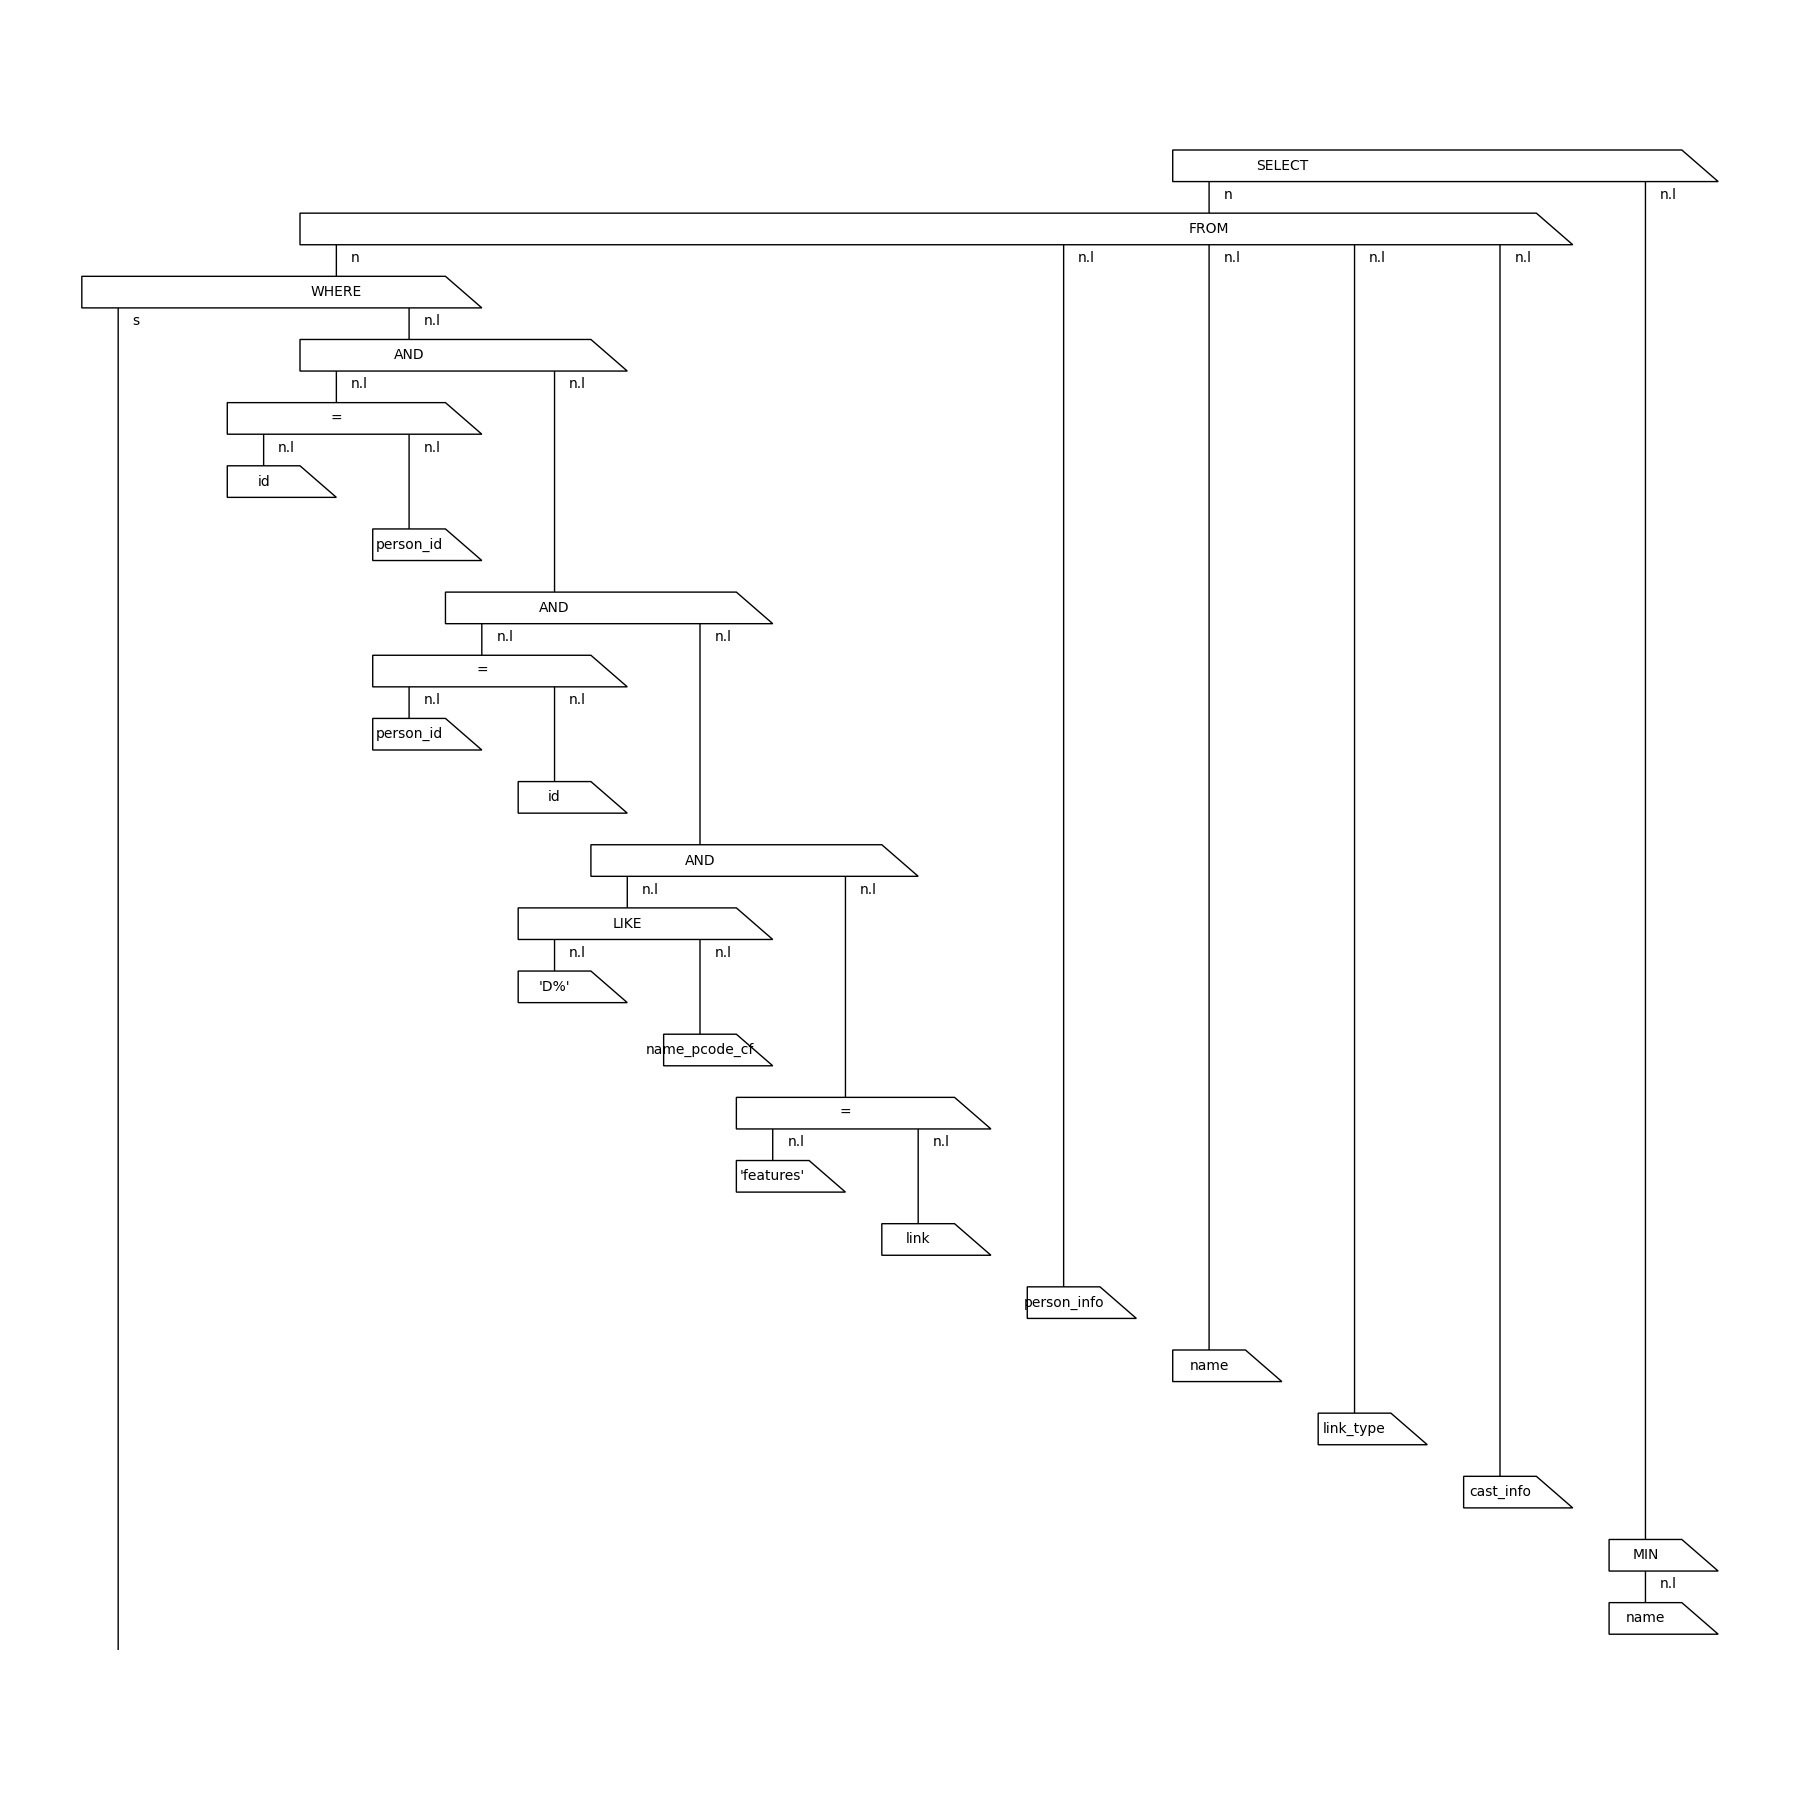 SELECT
n n.l
FROM
n n.l n.l n.l n.l
WHERE
s n.l
AND
n.l n.l
=
n.l n.l
id
person_id
AND
n.l n.l
=
n.l n.l
person_id
id
AND
n.l n.l
LIKE
n.l n.l
'D%'
name_pcode_cf
=
n.l n.l
'features'
link
person_info
name
link_type
cast_info
MIN
n.l
name